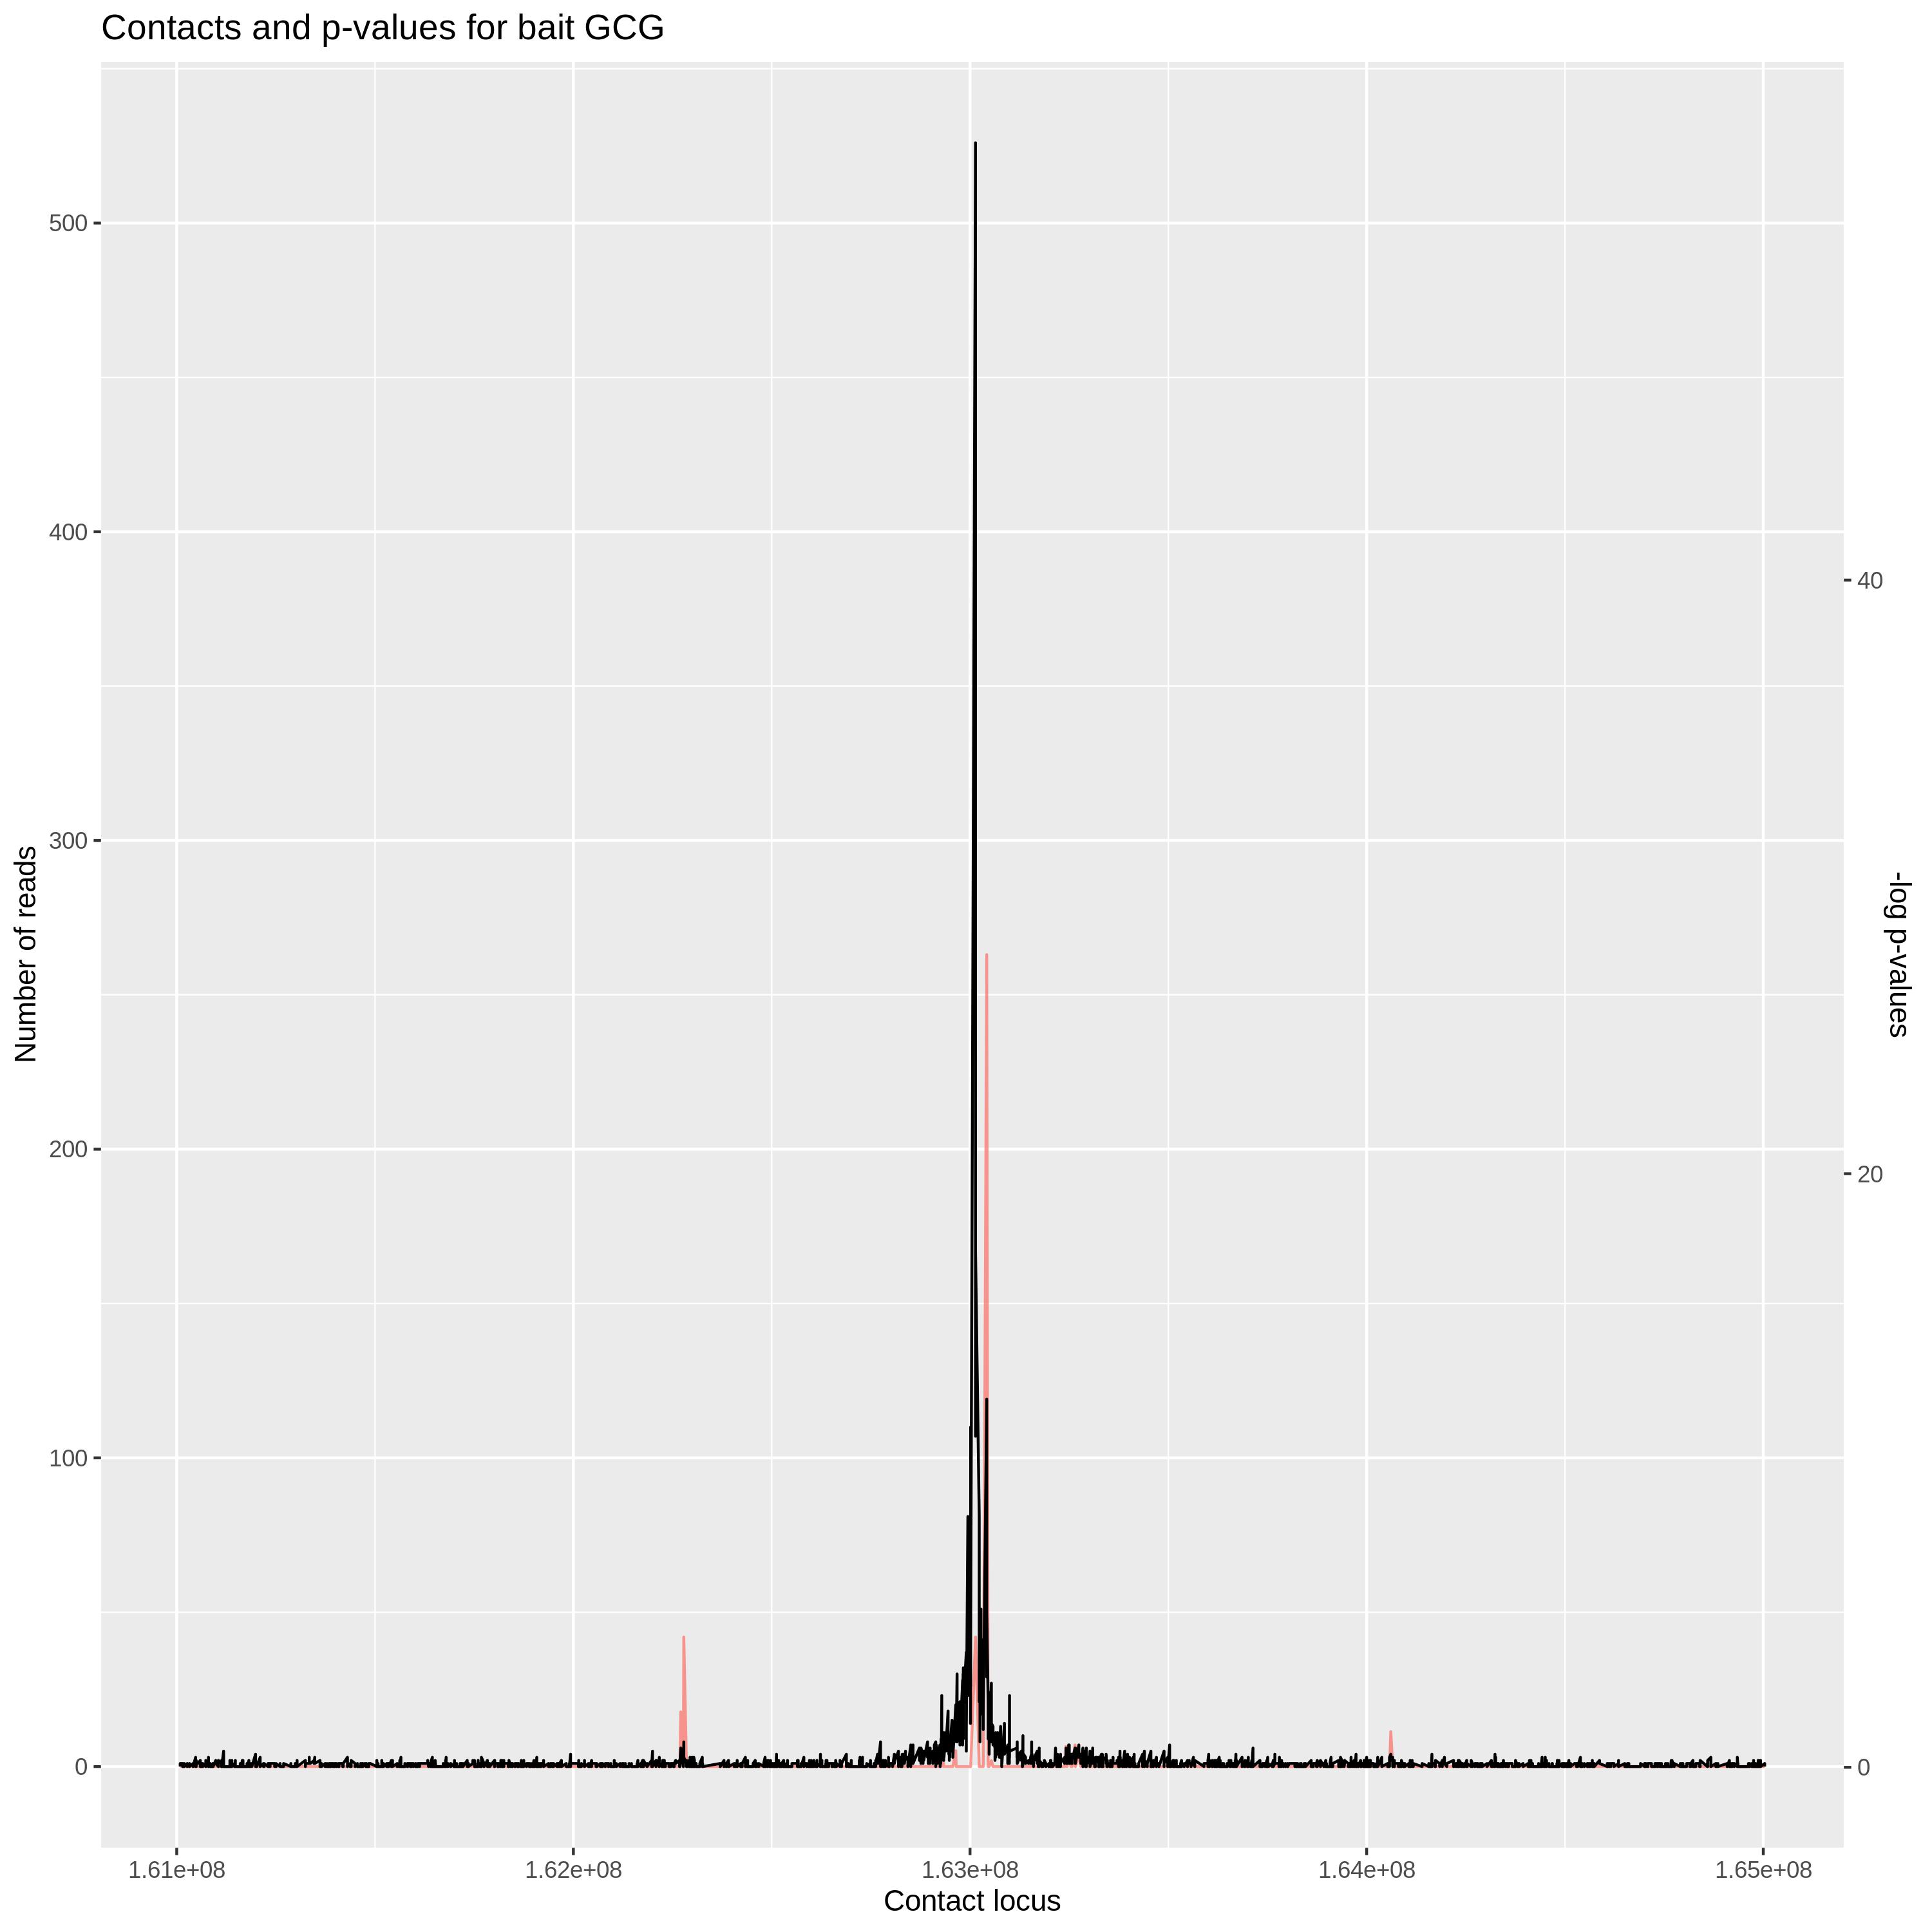 Contacts and p-values for bait GCG
500
400
300
200
100
0
Number of reads
40
20
0
-log p-values
1.61e+08 1.62e+08 1.63e+08 1.64e+08 1.65e+08
Contact locus